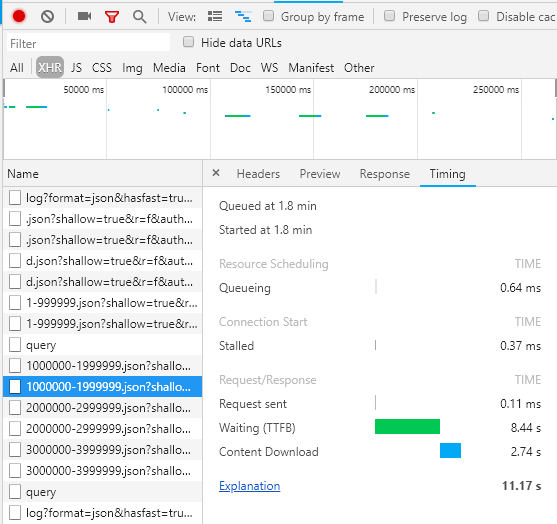 View: Group by frame Preserve log Disable cac
Filter Hide data URLs
All XHR JS CSS Img Media Font Doc WS Manifest Other
50000 ms 100000 ms 150000 ms 200000 ms 250000 ms
Name
log?format=json&hasfast=tru...
.json?shallow=true&r=f&auth...
.json?shallow=true&r=f&auth...
d.json?shallow=true&r=f&aut...
d.json?shallow=true&r=f&aut...
1-999999.json?shallow=true&r...
1-999999.json?shallow=true&r...
query
1000000-1999999.json?shallo...
1000000-1999999.json?shallo...
2000000-2999999.json?shallo...
2000000-2999999.json?shallo...
3000000-3999999.json?shallo...
3000000-3999999.json?shallo...
query
log?format=json&hasfast=tru...
× Headers Preview Response Timing
Queued at 1.8 min
Started at 1.8 min
Resource Scheduling TIME
Queueing 0.64 ms
Connection Start TIME
Stalled 0.37 ms
Request/Response TIME
Request sent 0.11 ms
Waiting (TTFB) 8.44 s
Content Download 2.74 s
Explanation 11.17 s